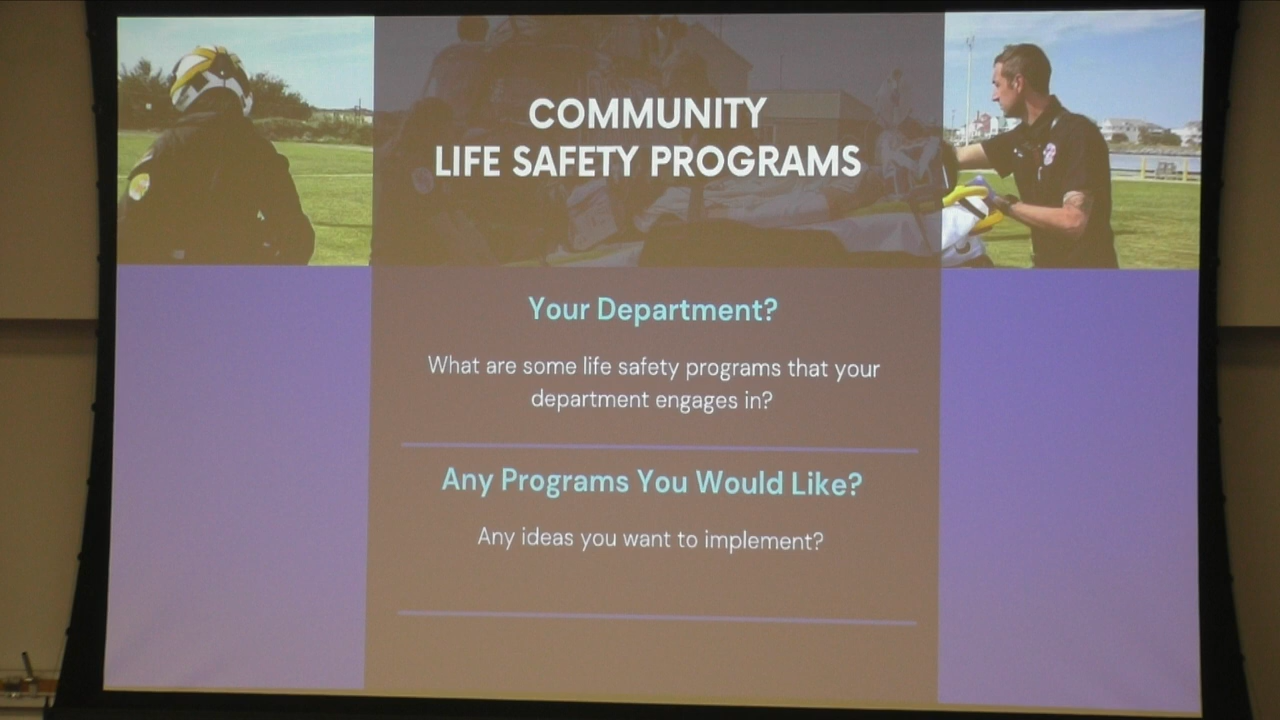 COMMUNITY
LIFE SAFETY PROGRAMS
Your Department?
What are some life safety programs that your
department engages in?
Any Programs You Would Like?
Any ideas you want to implement?